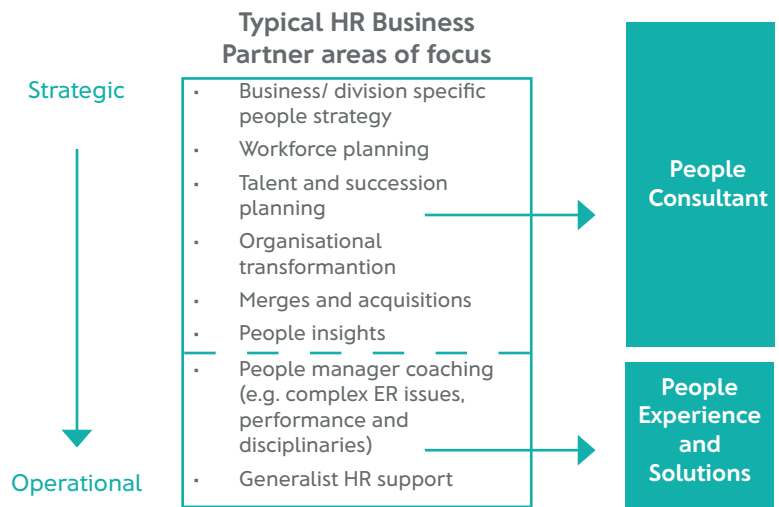 Typical HR Business
Partner areas of focus
Strategic
· Business/ division specific
people strategy
· Workforce planning
· Talent and succession
planning
· Organisational
transformantion
· Merges and acquisitions
· People insights
· People manager coaching
(e.g. complex ER issues,
performance and
disciplinaries)
· Generalist HR support
Operational
People
Consultant
People
Experience
and
Solutions